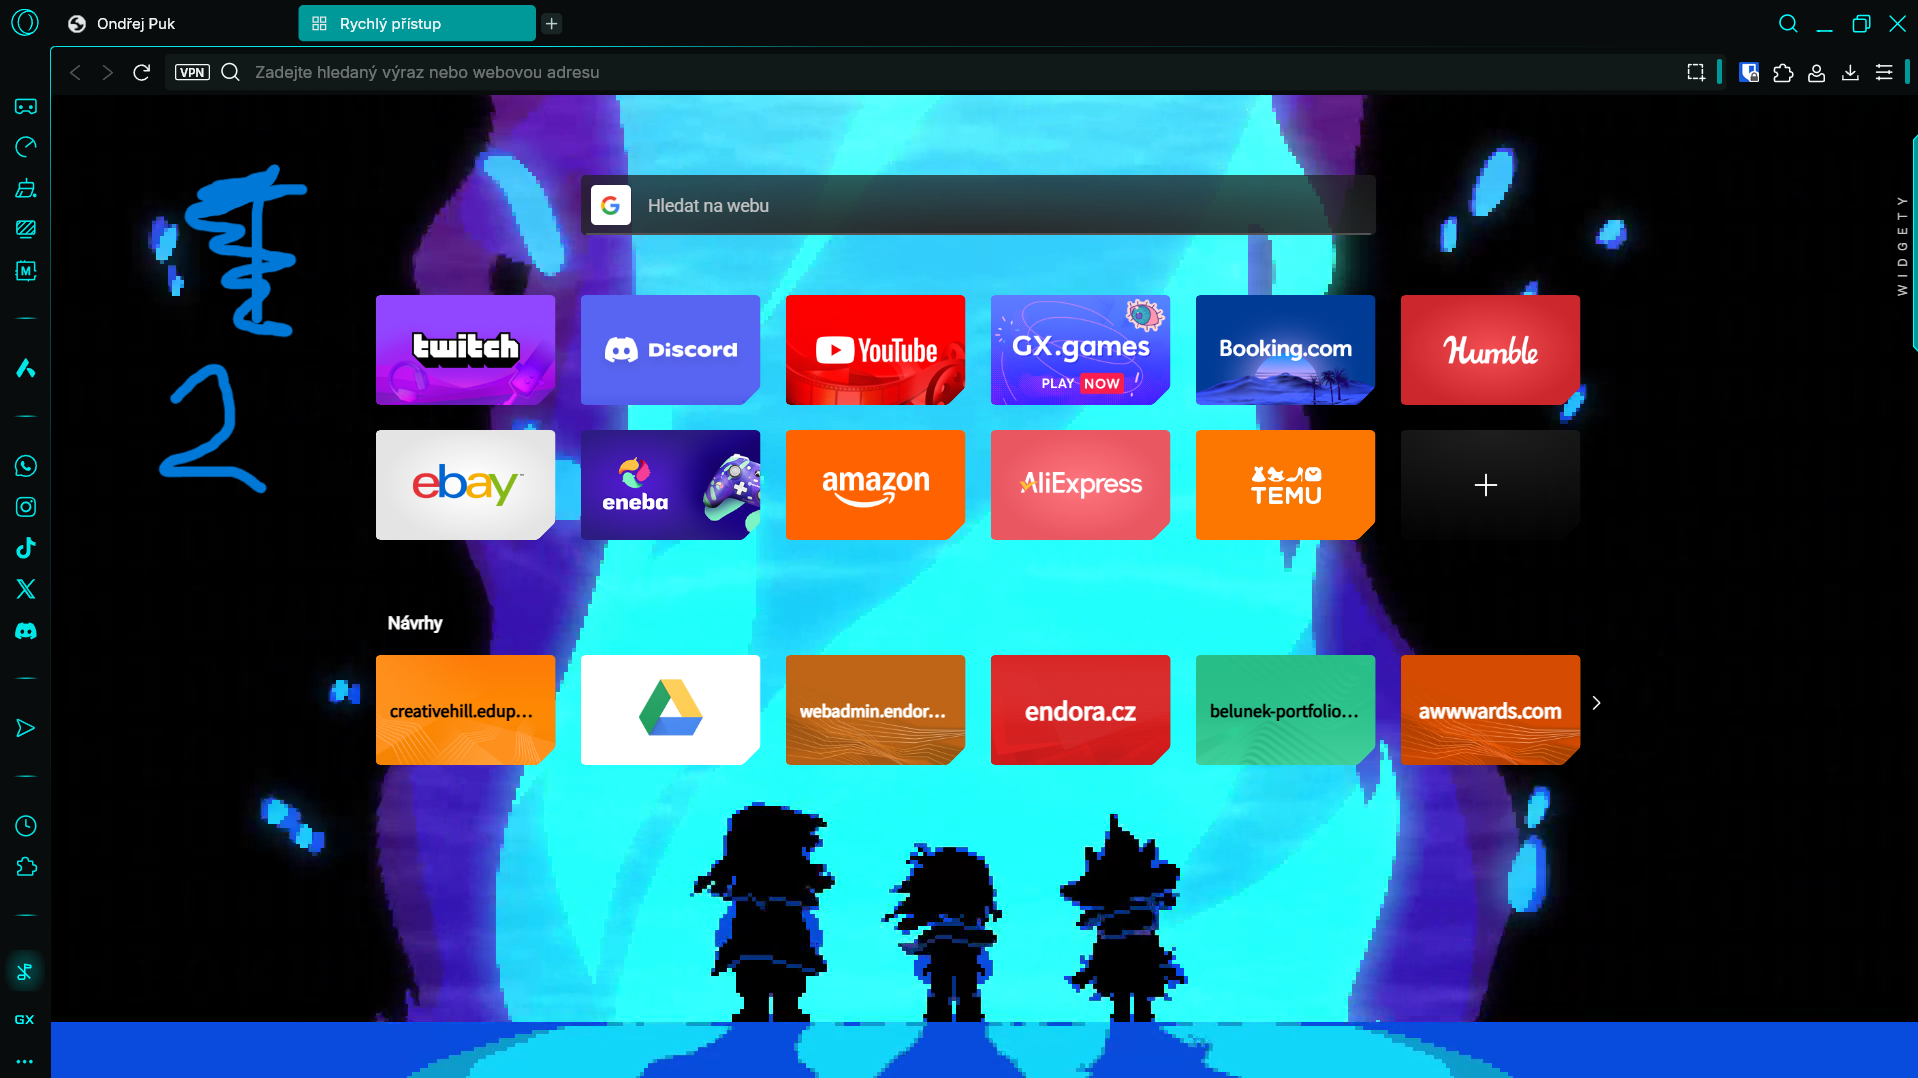 Ondřej Puk
Rychlý přístup
VPN
Zadejte hledaný výraz nebo webovou adresu
M
2
G
Hledat na webu
WIDGETY
twitch
Discord
YouTube
GX.games
PLAY NOW
Booking.com
Humble
ebay™
eneba
amazon
AliExpress
TEMU
Návrhy
creativehill.edup...
webadmin.endor...
endora.cz
belunek-portfolio...
awwwards.com
GX